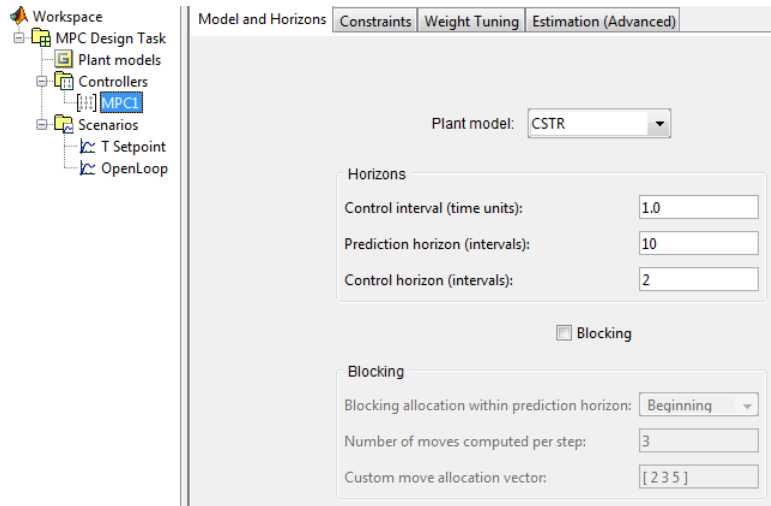 Workspace
MPC Design Task
Plant models
Controllers
MPC1
Scenarios
T Setpoint
OpenLoop
Model and Horizons Constraints Weight Tuning Estimation (Advanced)
Plant model: CSTR
Horizons
Control interval (time units): 1.0
Prediction horizon (intervals): 10
Control horizon (intervals): 2
Blocking
Blocking
Blocking allocation within prediction horizon: Beginning
Number of moves computed per step: 3
Custom move allocation vector: [ 2 3 5 ]